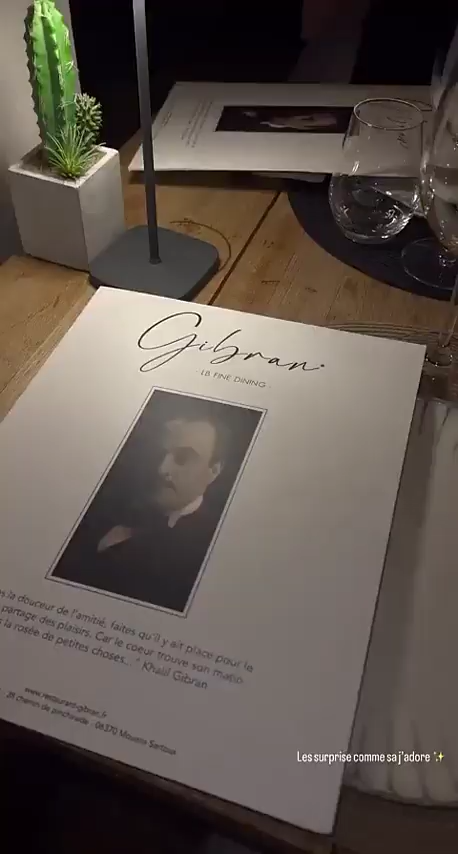 Gibran
LB FINE DINING
la douceur de l'amitié, faites qu'il y ait place pour le
partage des plaisirs. Car le coeur trouve son matin
la rosée de petites choses..." Khalil Gibran
www.restaurant-gibran.fr
chemin de pinchinade - 06370 Mouans Sartoux
Les surprise comme sa j'adore ✨